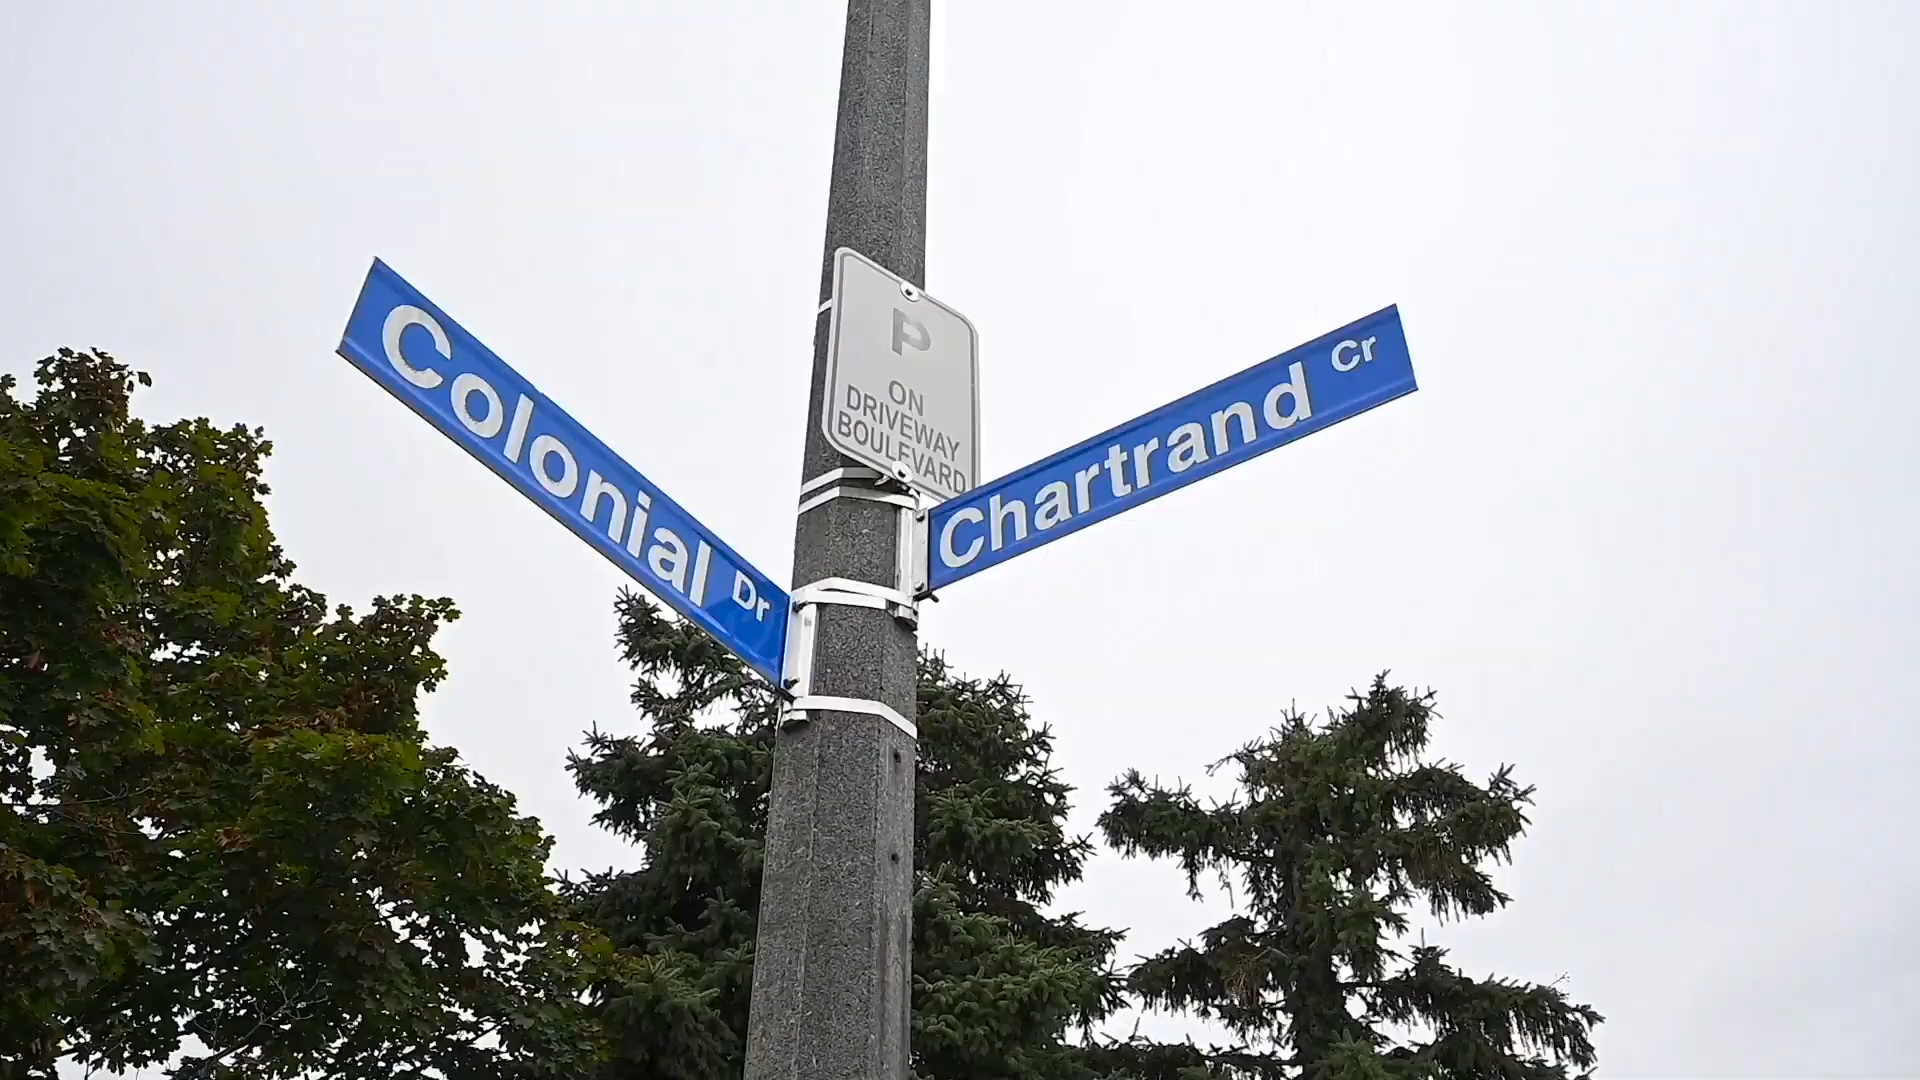 Colonial Dr
P
ON
DRIVEWAY
BOULEVARD
Chartrand Cr